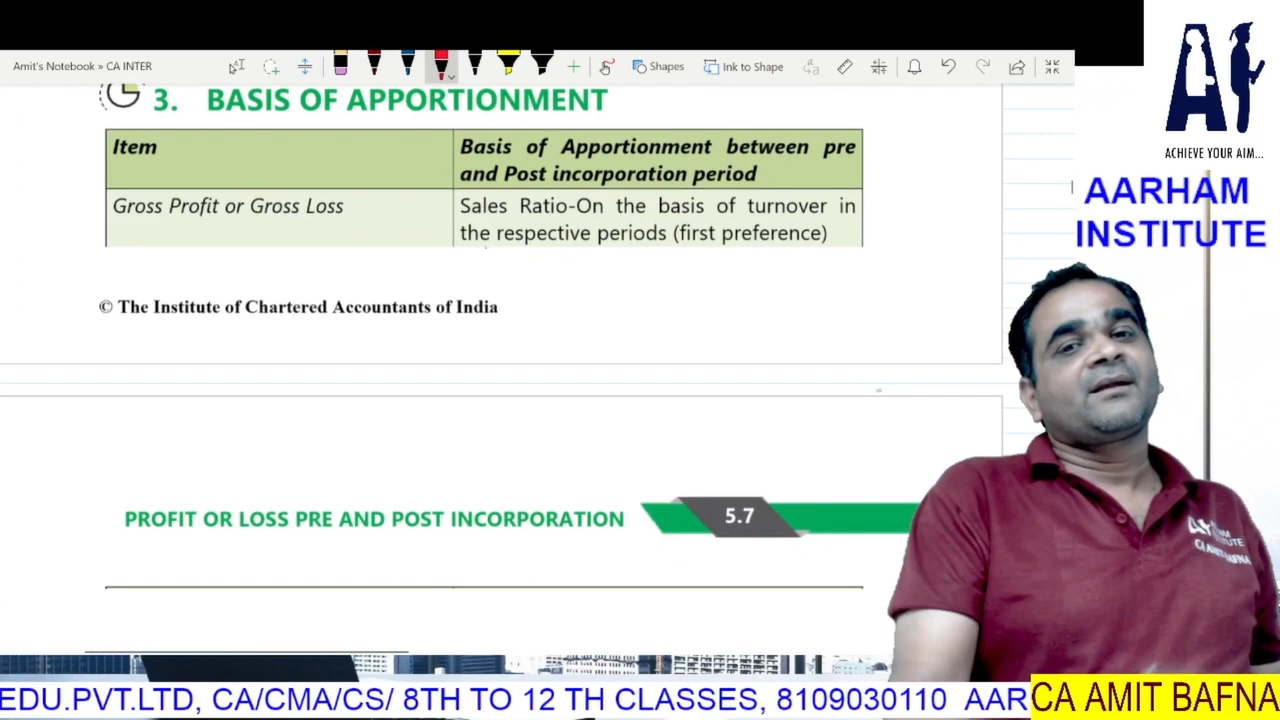 Amit's Notebook » CA INTER
Shapes
Ink to Shape
ACHIEVE YOUR AIM...
AARHAM
INSTITUTE
3. BASIS OF APPORTIONMENT
Item
Basis of Apportionment between pre
and Post incorporation period
Gross Profit or Gross Loss
Sales Ratio-On the basis of turnover in
the respective periods (first preference)
© The Institute of Chartered Accountants of India
PROFIT OR LOSS PRE AND POST INCORPORATION
5.7
CA AMIT BAFNA
EDU.PVT.LTD, CA/CMA/CS/ 8TH TO 12 TH CLASSES, 8109030110 AAR
CA AMIT BAFNA